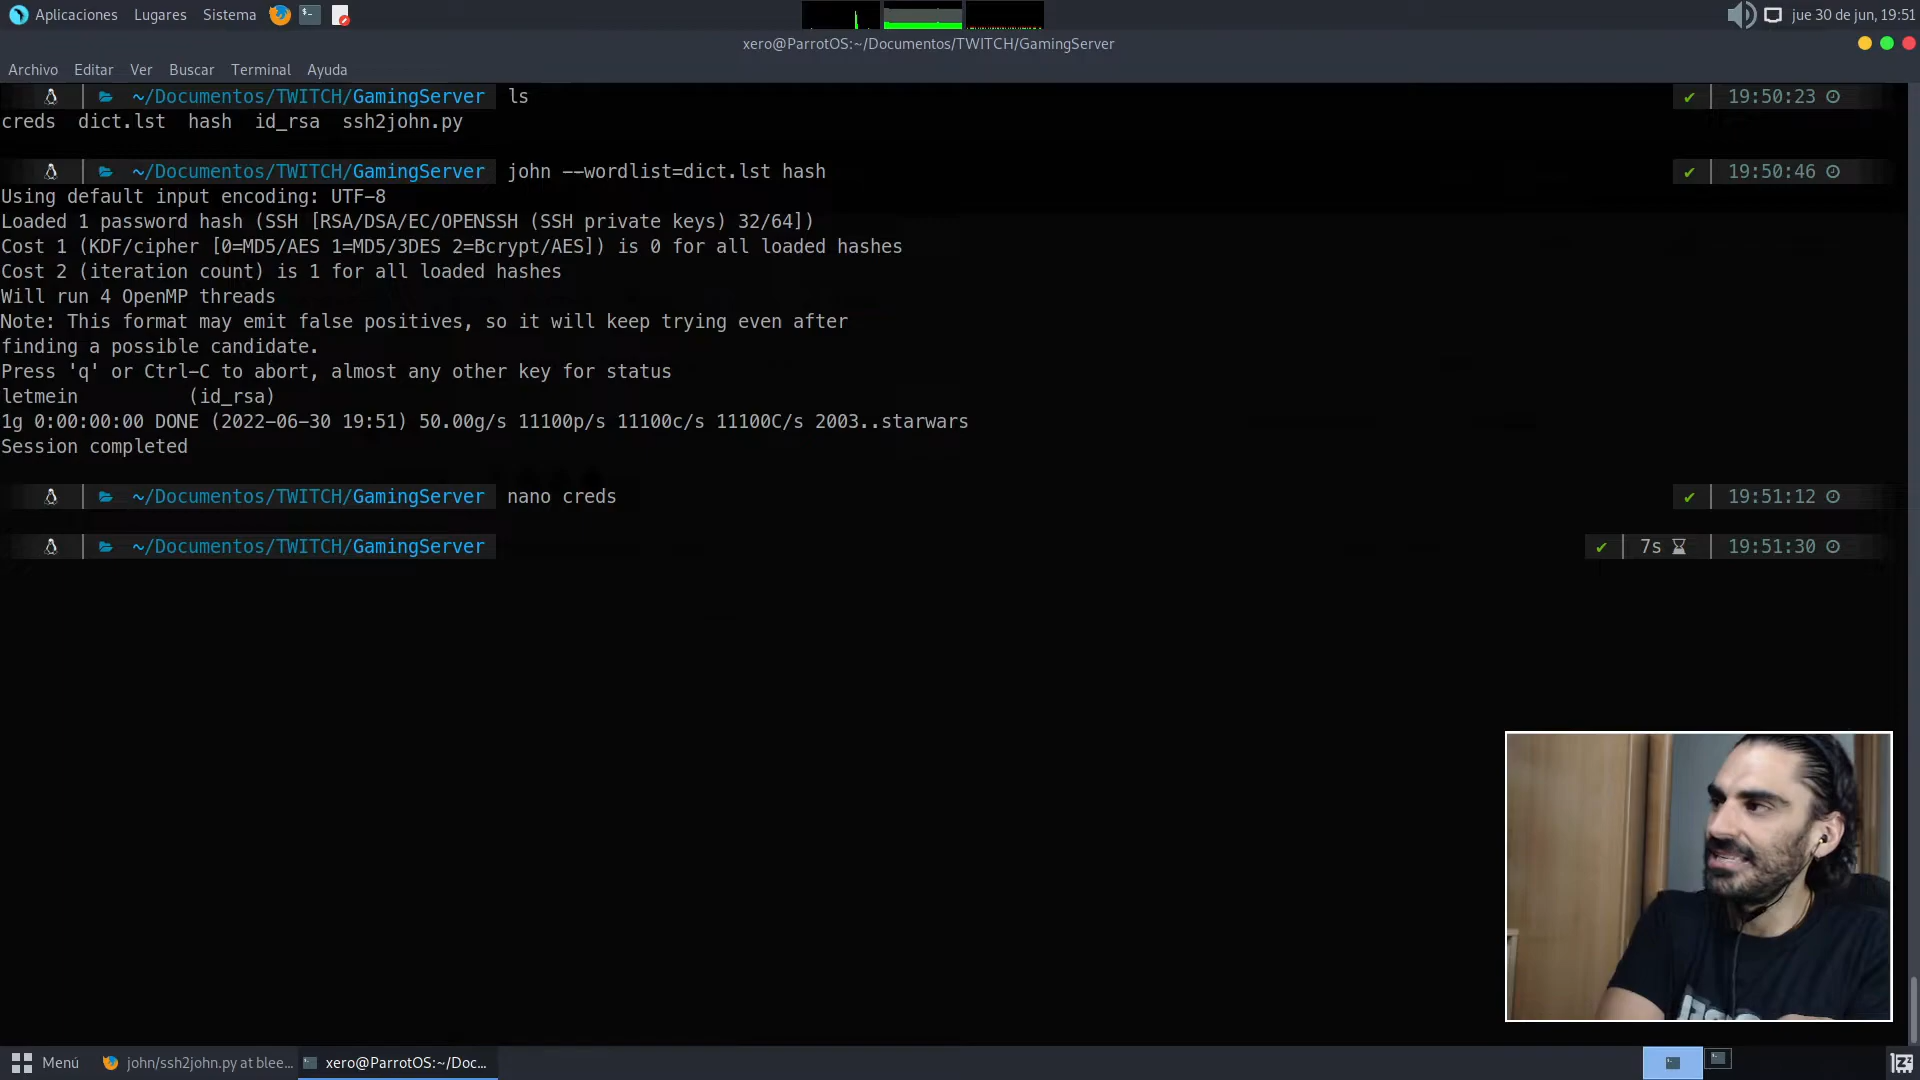 Aplicaciones Lugares Sistema jue 30 de jun, 19:51
xero@ParrotOS:~/Documentos/TWITCH/GamingServer
Archivo Editar Ver Buscar Terminal Ayuda
~/Documentos/TWITCH/GamingServer ls ✔ 19:50:23
creds dict.lst hash id_rsa ssh2john.py
~/Documentos/TWITCH/GamingServer john --wordlist=dict.lst hash ✔ 19:50:46
Using default input encoding: UTF-8
Loaded 1 password hash (SSH [RSA/DSA/EC/OPENSSH (SSH private keys) 32/64])
Cost 1 (KDF/cipher [0=MD5/AES 1=MD5/3DES 2=Bcrypt/AES]) is 0 for all loaded hashes
Cost 2 (iteration count) is 1 for all loaded hashes
Will run 4 OpenMP threads
Note: This format may emit false positives, so it will keep trying even after
finding a possible candidate.
Press 'q' or Ctrl-C to abort, almost any other key for status
letmein (id_rsa)
1g 0:00:00:00 DONE (2022-06-30 19:51) 50.00g/s 11100p/s 11100c/s 11100C/s 2003..starwars
Session completed
~/Documentos/TWITCH/GamingServer nano creds ✔ 19:51:12
~/Documentos/TWITCH/GamingServer ✔ 7s 19:51:30
Menú john/ssh2john.py at blee... xero@ParrotOS:~/Doc...